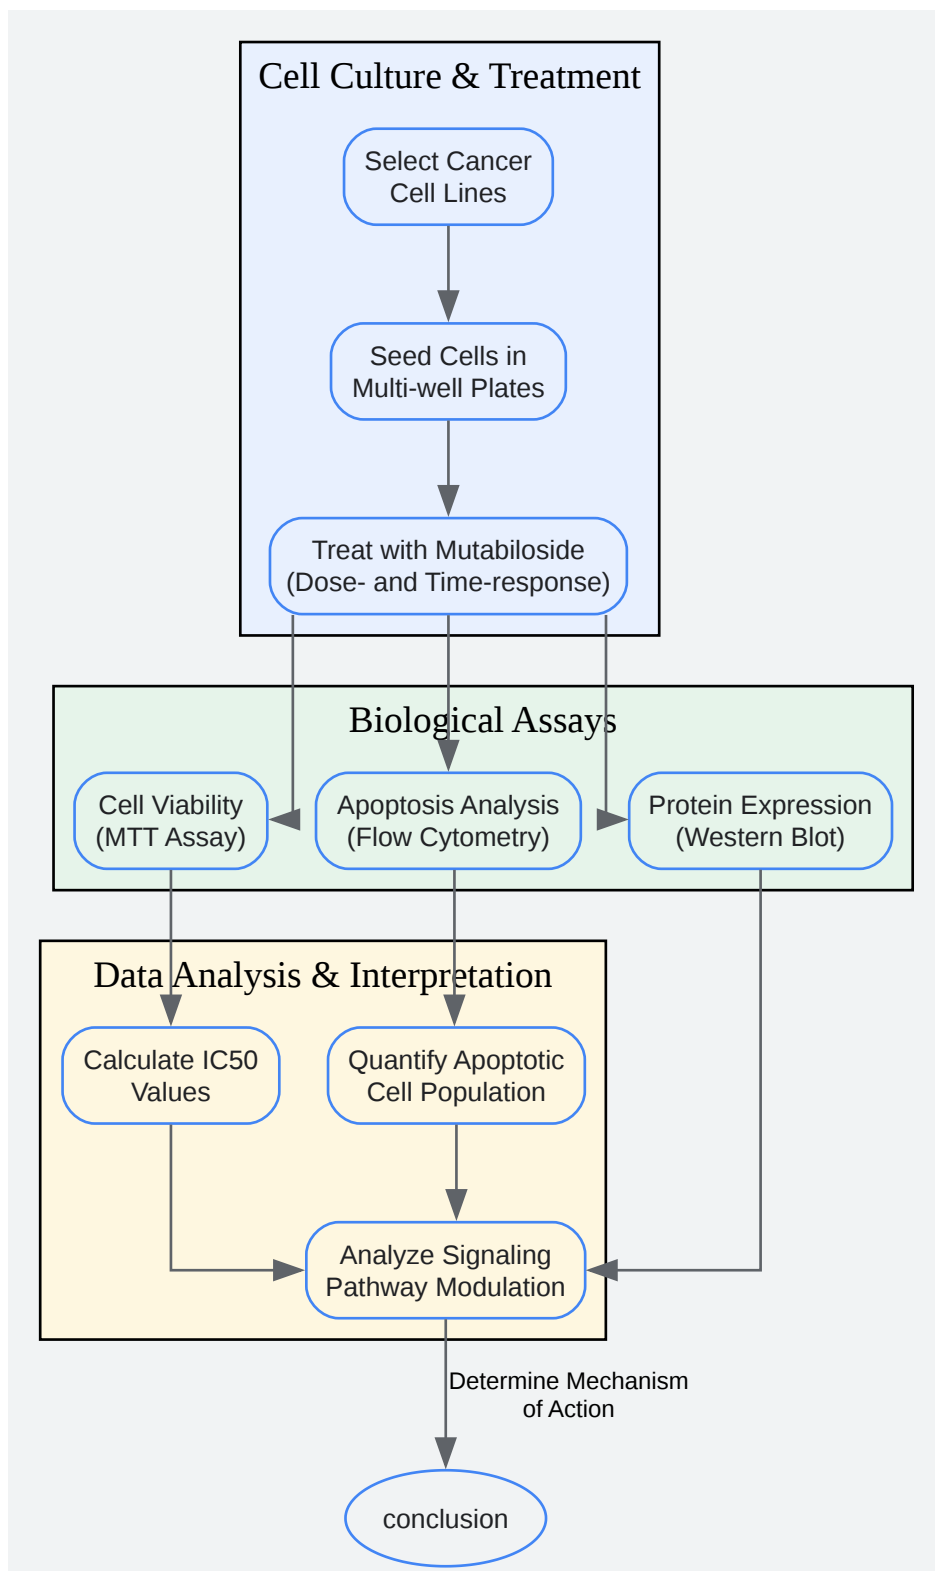 Cell Culture & Treatment
Select Cancer
Cell Lines
Seed Cells in
Multi-well Plates
Treat with Mutabiloside
(Dose- and Time-response)
Biological Assays
Cell Viability
(MTT Assay)
Apoptosis Analysis
(Flow Cytometry)
Protein Expression
(Western Blot)
Data Analysis & Interpretation
Calculate IC50
Values
Quantify Apoptotic
Cell Population
Analyze Signaling
Pathway Modulation
Determine Mechanism
of Action
conclusion